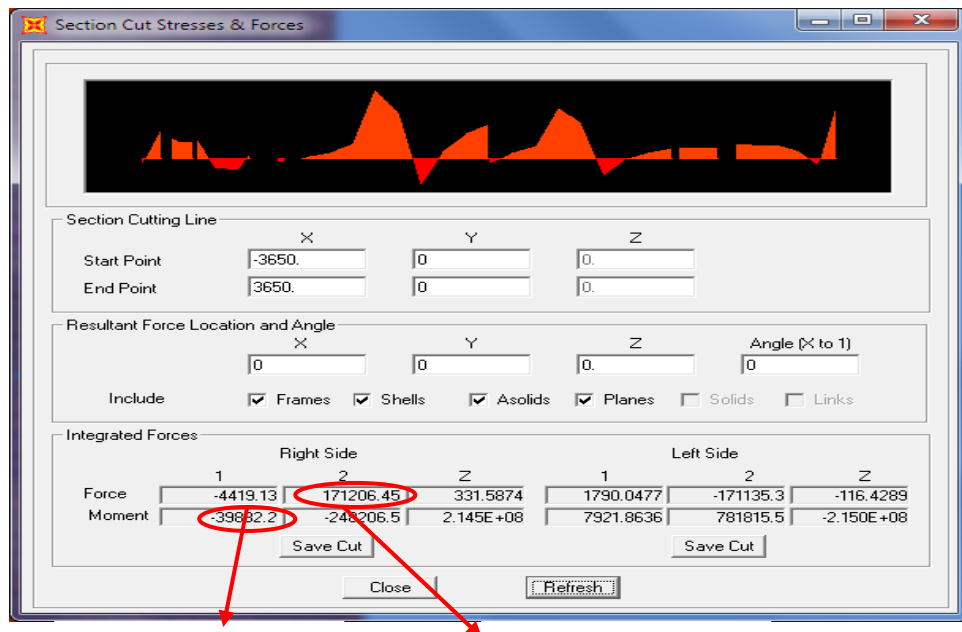 Section Cut Stresses & Forces
Section Cutting Line
X Y Z
Start Point -3650. 0 0.
End Point 3650. 0 0.
Resultant Force Location and Angle
X Y Z Angle (X to 1)
0 0 0. 0
Include Frames Shells Asolids Planes Solids Links
Integrated Forces
Right Side Left Side
1 2 Z 1 2 Z
Force -4419.13 171206.45 331.5874 1790.0477 -171135.3 -116.4289
Moment -39882.2 2.145E+08 7921.8636 781815.5 -2.150E+08
Save Cut Save Cut
Close Refresh